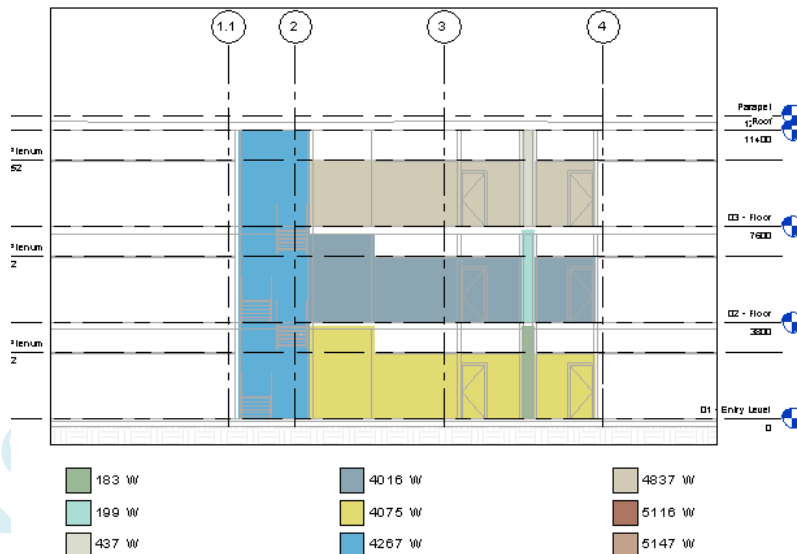 1.1 2 3 4
Parapet
Roof
11400
Plenum
52
03 - Floor
7600
Plenum
2
02 - Floor
3800
Plenum
2
01 - Entry Level
0
183 W 4016 W 4837 W
199 W 4075 W 5116 W
437 W 4267 W 5147 W